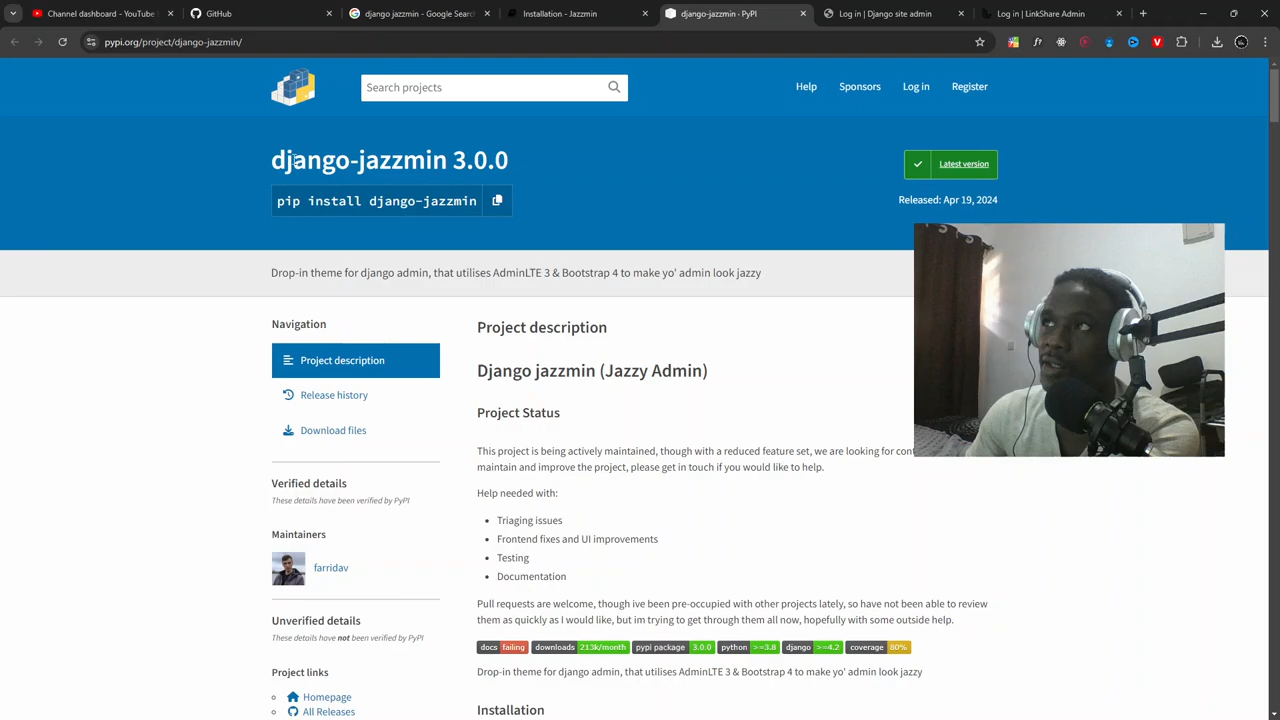 Channel dashboard - YouTube
GitHub
django jazzmin - Google Searc
Installation - Jazzmin
django-jazzmin · PyPI
Log in | Django site admin
Log in | LinkShare Admin
pypi.org/project/django-jazzmin/
Search projects
Help
Sponsors
Log in
Register
django-jazzmin 3.0.0
Latest version
pip install django-jazzmin
Released: Apr 19, 2024
Drop-in theme for django admin, that utilises AdminLTE 3 & Bootstrap 4 to make yo' admin look jazzy
Navigation
Project description
Release history
Download files
Verified details
These details have been verified by PyPI
Maintainers
farridav
Unverified details
These details have not been verified by PyPI
Project links
Homepage
All Releases
Project description
Django jazzmin (Jazzy Admin)
Project Status
This project is being actively maintained, though with a reduced feature set, we are looking for con
maintain and improve the project, please get in touch if you would like to help.
Help needed with:
• Triaging issues
• Frontend fixes and UI improvements
• Testing
• Documentation
Pull requests are welcome, though ive been pre-occupied with other projects lately, so have not been able to review
them as quickly as I would like, but im trying to get through them all now, hopefully with some outside help.
docs failing downloads 213k/month pypi package 3.0.0 python >=3.8 django >=4.2 coverage 80%
Drop-in theme for django admin, that utilises AdminLTE 3 & Bootstrap 4 to make yo' admin look jazzy
Installation